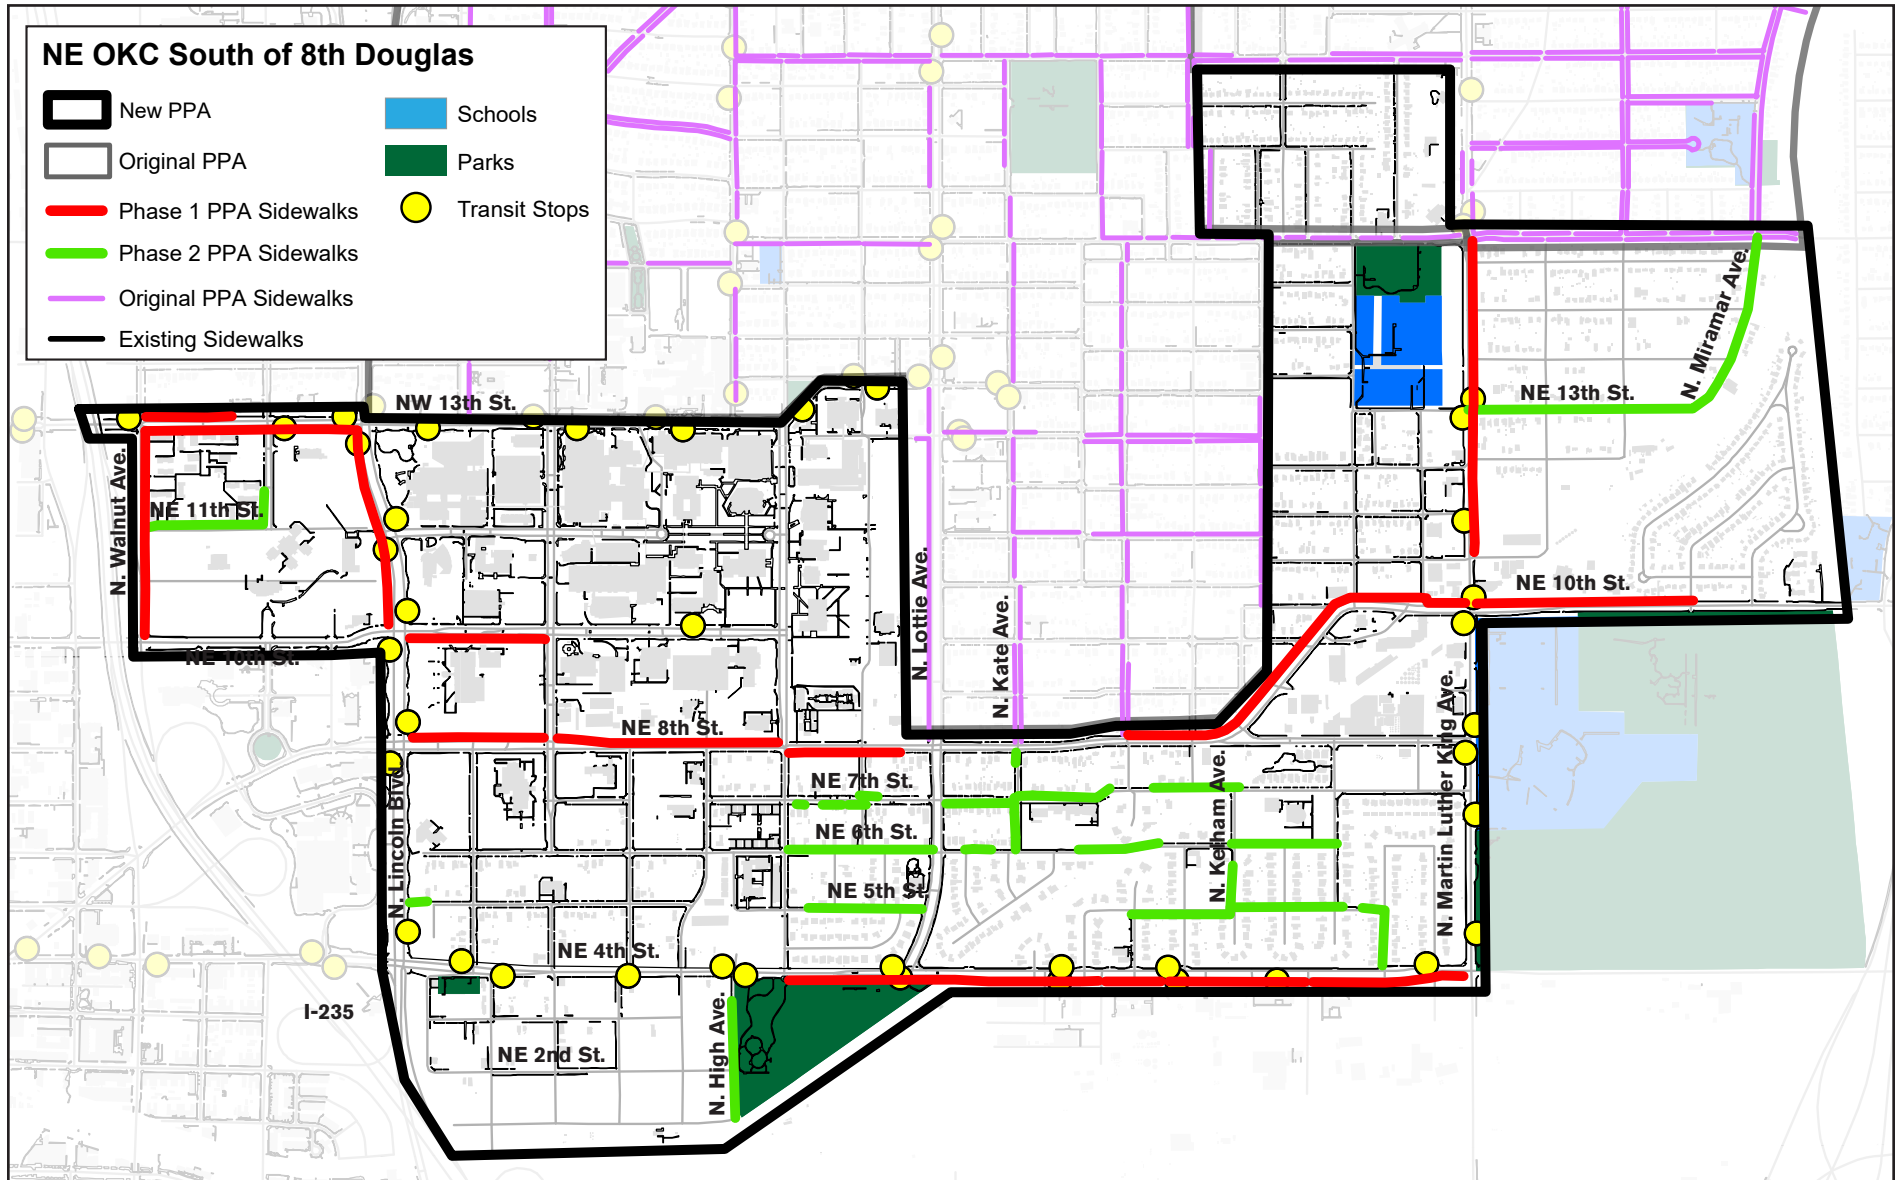 NE OKC South of 8th Douglas
New PPA
Original PPA
Phase 1 PPA Sidewalks
Phase 2 PPA Sidewalks
Original PPA Sidewalks
Existing Sidewalks
Schools
Parks
Transit Stops
NW 13th St.
N. Miramar Ave.
NE 13th St.
N. Walnut Ave.
NE 11th St.
N. Lottie Ave.
N. Kate Ave.
NE 10th St.
NE 10th St.
NE 8th St.
N. Martin Luther King Ave.
NE 7th St.
N. Kelham Ave.
NE 6th St.
N. Lincoln Blvd
NE 5th St
NE 4th St.
I-235
N. High Ave.
NE 2nd St.